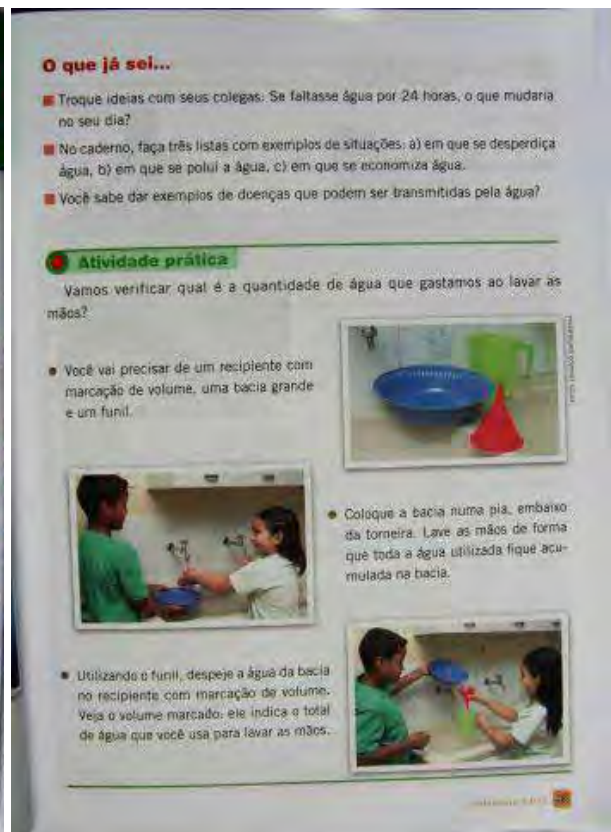 O que já sei...
Troque ideias com seus colegas: Se faltasse água por 24 horas, o que mudaria
no seu dia?
No caderno, faça três listas com exemplos de situações: a) em que se desperdiça
água, b) em que se polui a água, c) em que se economiza água.
Você sabe dar exemplos de doenças que podem ser transmitidas pela água?
Atividade prática
Vamos verificar qual é a quantidade de água que gastamos ao lavar as
mãos?
Você vai precisar de um recipiente com
marcação de volume, uma bacia grande
e um funil.
Coloque a bacia numa pia, embaixo
da torneira. Lave as mãos de forma
que toda a água utilizada fique acu-
mulada na bacia.
Utilizando o funil, despeje a água da bacia
no recipiente com marcação de volume.
Veja o volume marcado: ele indica o total
de água que você usa para lavar as mãos.